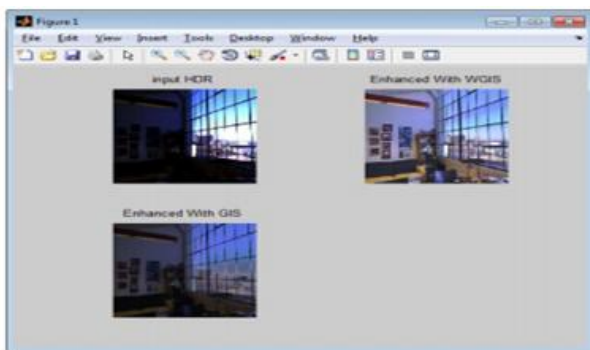 Figure 1
File Edit View Insert Tools Desktop Window Help
input HDR
Enhanced With WGIS
Enhanced With GIS